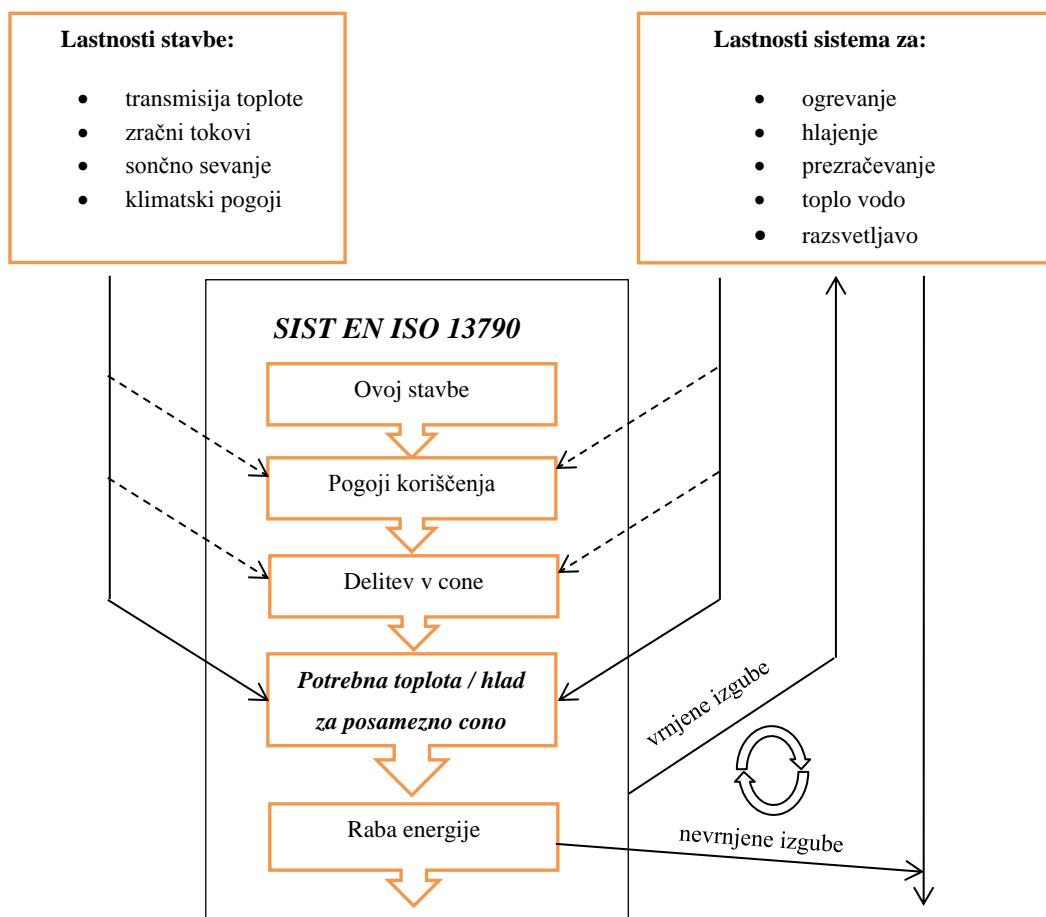 Lastnosti stavbe:
• transmisija toplote
• zračni tokovi
• sončno sevanje
• klimatski pogoji
Lastnosti sistema za:
• ogrevanje
• hlajenje
• prezračevanje
• toplo vodo
• razsvetljavo
SIST EN ISO 13790
Ovoj stavbe
Pogoji koriščenja
Delitev v cone
Potrebna toplota / hlad
za posamezno cono
Raba energije
vrnjene izgube
nevrnjene izgube